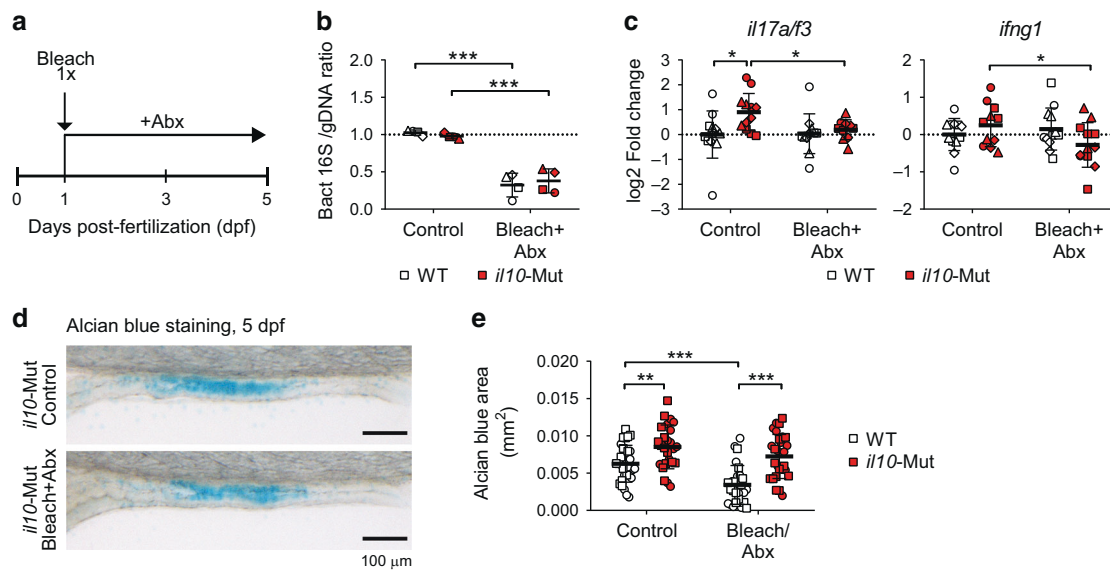 a
Bleach
1x
+Abx
0 1 3 5
Days post-fertilization (dpf)
b
Bact 16S /gDNA ratio
2.0
1.5
1.0
0.5
0.0
***
***
Control
Bleach+
Abx
WT
il10-Mut
c
il17a/f3
log2 Fold change
3
2
1
0
–1
–2
–3
*
*
Control
Bleach+
Abx
ifng1
2
1
0
–1
–2
*
Control
Bleach+
Abx
WT
il10-Mut
d
Alcian blue staining, 5 dpf
il10-Mut
Control
il10-Mut
Bleach+Abx
100 µm
e
Alcian blue area
(mm2)
0.020
0.015
0.010
0.005
0.000
***
**
***
Control
Bleach/
Abx
WT
il10-Mut